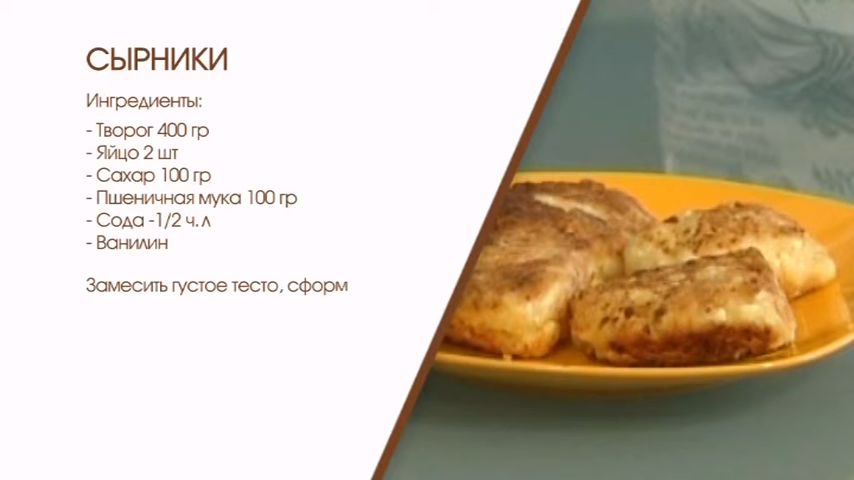 СЫРНИКИ
Ингредиенты:
- Творог 400 гр
- Яйцо 2 шт
- Сахар 100 гр
- Пшеничная мука 100 гр
- Сода -1/2 ч.л
- Ванилин
Замесить густое тесто, сформ